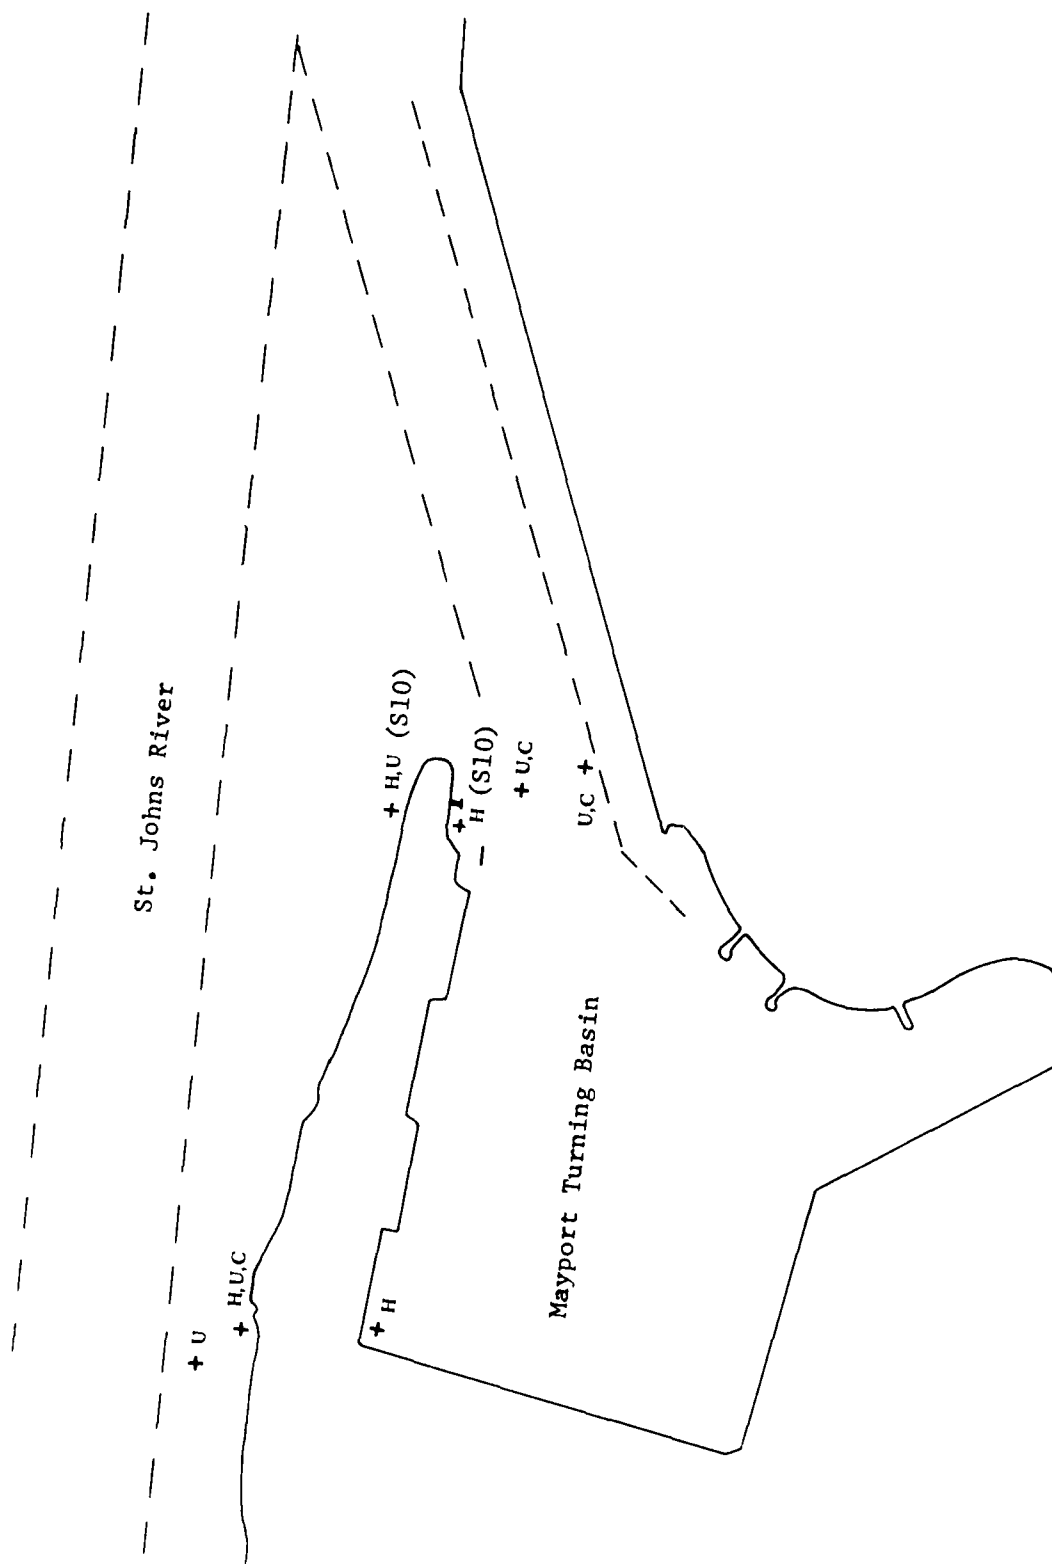 St. Johns River
H,U (S10)
H (S10)
U,C
U,C
Mayport Turning Basin
H,U,C
U
H